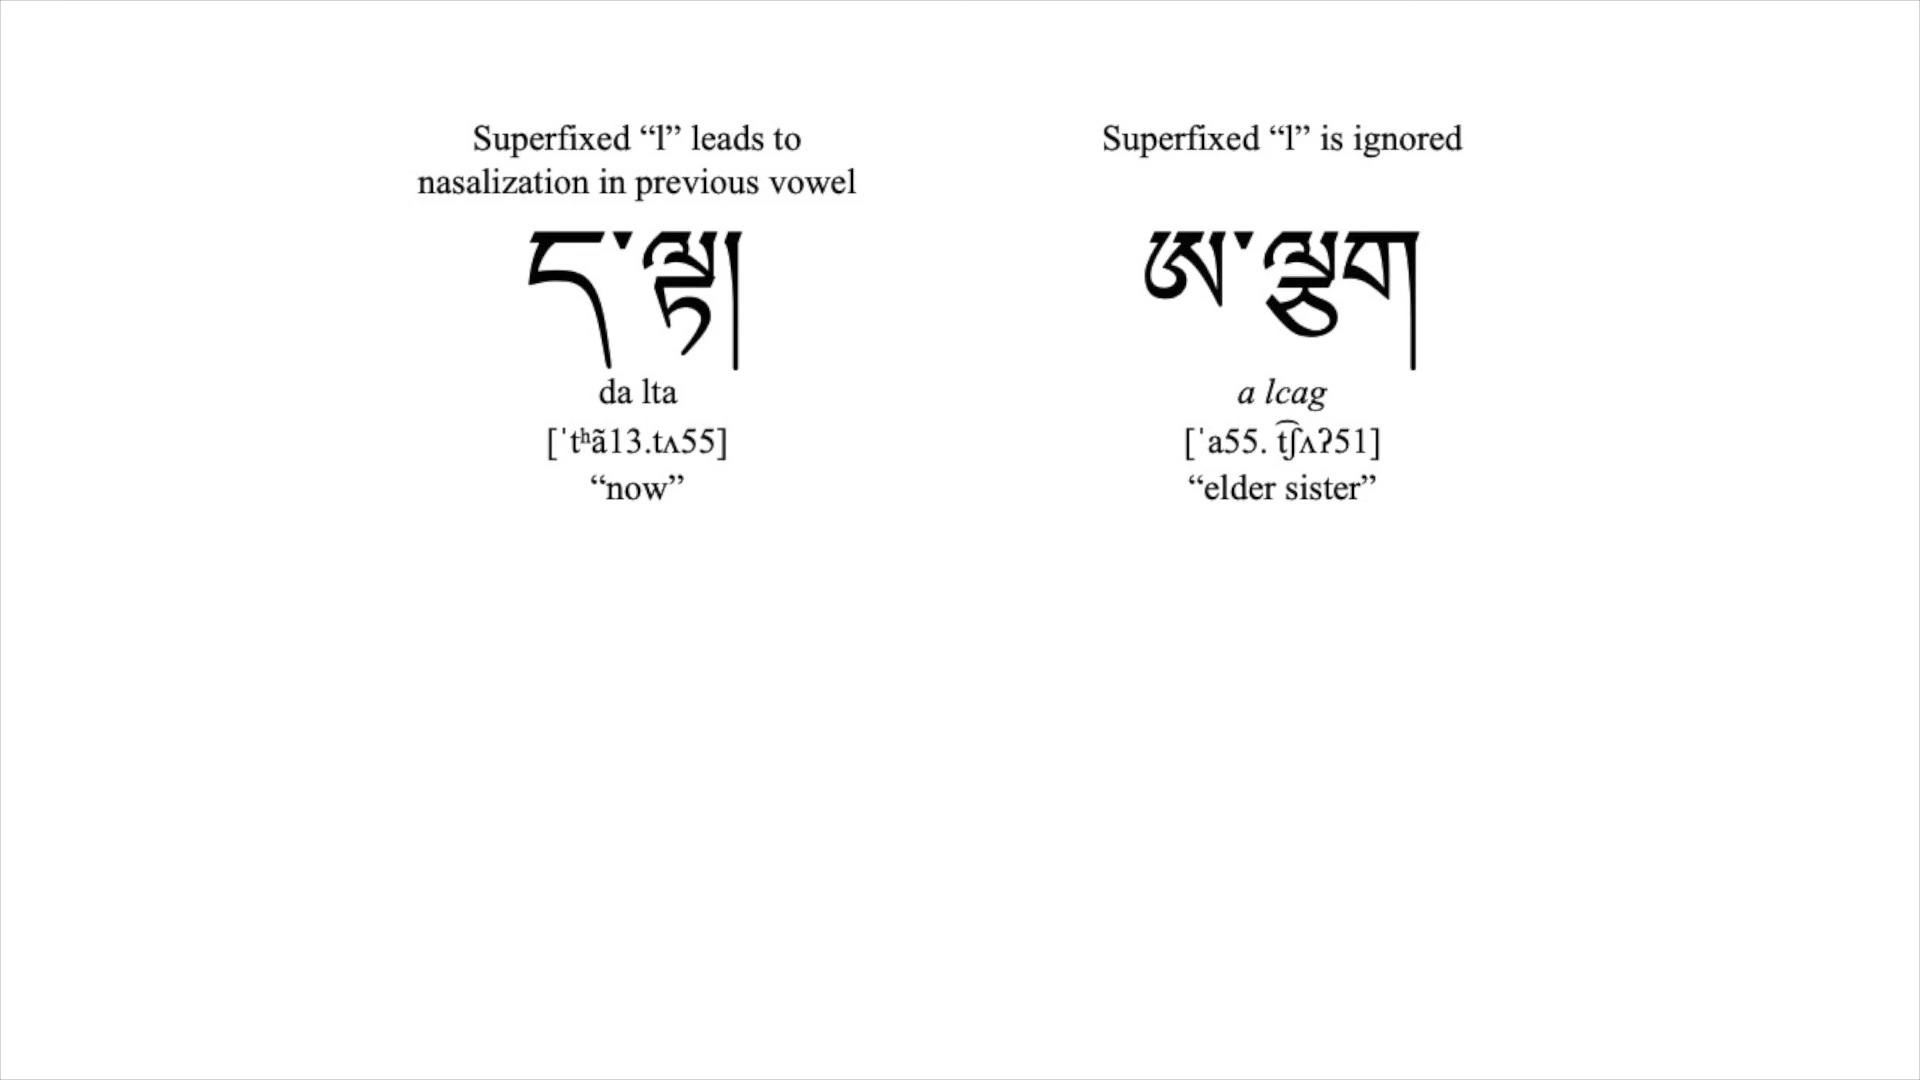 Superfixed “l” leads to
nasalization in previous vowel
ད་ལྟ།
da lta
[ˈtʰã13.tʌ55]
“now”
Superfixed “l” is ignored
ཨ་ལྕག
a lcag
[ˈa55. t͡ʃʌʔ51]
“elder sister”